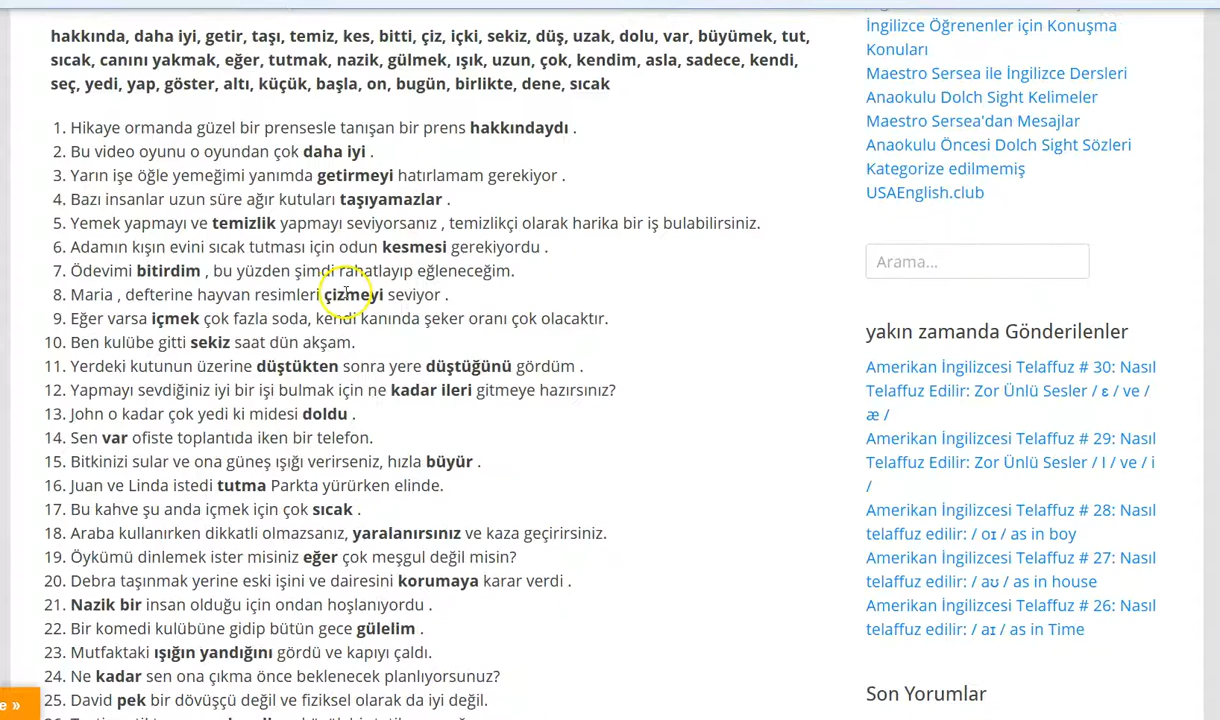 hakkında, daha iyi, getir, taşı, temiz, kes, bitti, çiz, içki, sekiz, düş, uzak, dolu, var, büyümek, tut,
sıcak, canını yakmak, eğer, tutmak, nazik, gülmek, ışık, uzun, çok, kendim, asla, sadece, kendi,
seç, yedi, yap, göster, altı, küçük, başla, on, bugün, birlikte, dene, sıcak
1. Hikaye ormanda güzel bir prensesle tanışan bir prens hakkındaydı .
2. Bu video oyunu o oyundan çok daha iyi .
3. Yarın işe öğle yemeğimi yanımda getirmeyi hatırlamam gerekiyor .
4. Bazı insanlar uzun süre ağır kutuları taşıyamazlar .
5. Yemek yapmayı ve temizlik yapmayı seviyorsanız , temizlikçi olarak harika bir iş bulabilirsiniz.
6. Adamın kışın evini sıcak tutması için odun kesmesi gerekiyordu .
7. Ödevimi bitirdim , bu yüzden şimdi rahatlayıp eğleneceğim.
8. Maria , defterine hayvan resimleri çizmeyi seviyor .
9. Eğer varsa içmek çok fazla soda, kendi kanında şeker oranı çok olacaktır.
10. Ben kulübe gitti sekiz saat dün akşam.
11. Yerdeki kutunun üzerine düştükten sonra yere düştüğünü gördüm .
12. Yapmayı sevdiğiniz iyi bir işi bulmak için ne kadar ileri gitmeye hazırsınız?
13. John o kadar çok yedi ki midesi doldu .
14. Sen var ofiste toplantıda iken bir telefon.
15. Bitkinizi sular ve ona güneş ışığı verirseniz, hızla büyür .
16. Juan ve Linda istedi tutma Parkta yürürken elinde.
17. Bu kahve şu anda içmek için çok sıcak .
18. Araba kullanırken dikkatli olmazsanız, yaralanırsınız ve kaza geçirirsiniz.
19. Öykümü dinlemek ister misiniz eğer çok meşgul değil misin?
20. Debra taşınmak yerine eski işini ve dairesini korumaya karar verdi .
21. Nazik bir insan olduğu için ondan hoşlanıyordu .
22. Bir komedi kulübüne gidip bütün gece gülelim .
23. Mutfaktaki ışığın yandığını gördü ve kapıyı çaldı.
24. Ne kadar sen ona çıkma önce beklenecek planlıyorsunuz?
25. David pek bir dövüşçü değil ve fiziksel olarak da iyi değil.
e »
İngilizce Öğrenenler için Konuşma
Konuları
Maestro Sersea ile İngilizce Dersleri
Anaokulu Dolch Sight Kelimeler
Maestro Sersea'dan Mesajlar
Anaokulu Öncesi Dolch Sight Sözleri
Kategorize edilmemiş
USAEnglish.club
Arama...
yakın zamanda Gönderilenler
Amerikan İngilizcesi Telaffuz # 30: Nasıl
Telaffuz Edilir: Zor Ünlü Sesler / ɛ / ve /
æ /
Amerikan İngilizcesi Telaffuz # 29: Nasıl
Telaffuz Edilir: Zor Ünlü Sesler / I / ve / i
/
Amerikan İngilizcesi Telaffuz # 28: Nasıl
telaffuz edilir: / oɪ / as in boy
Amerikan İngilizcesi Telaffuz # 27: Nasıl
telaffuz edilir: / aʊ / as in house
Amerikan İngilizcesi Telaffuz # 26: Nasıl
telaffuz edilir: / aɪ / as in Time
Son Yorumlar